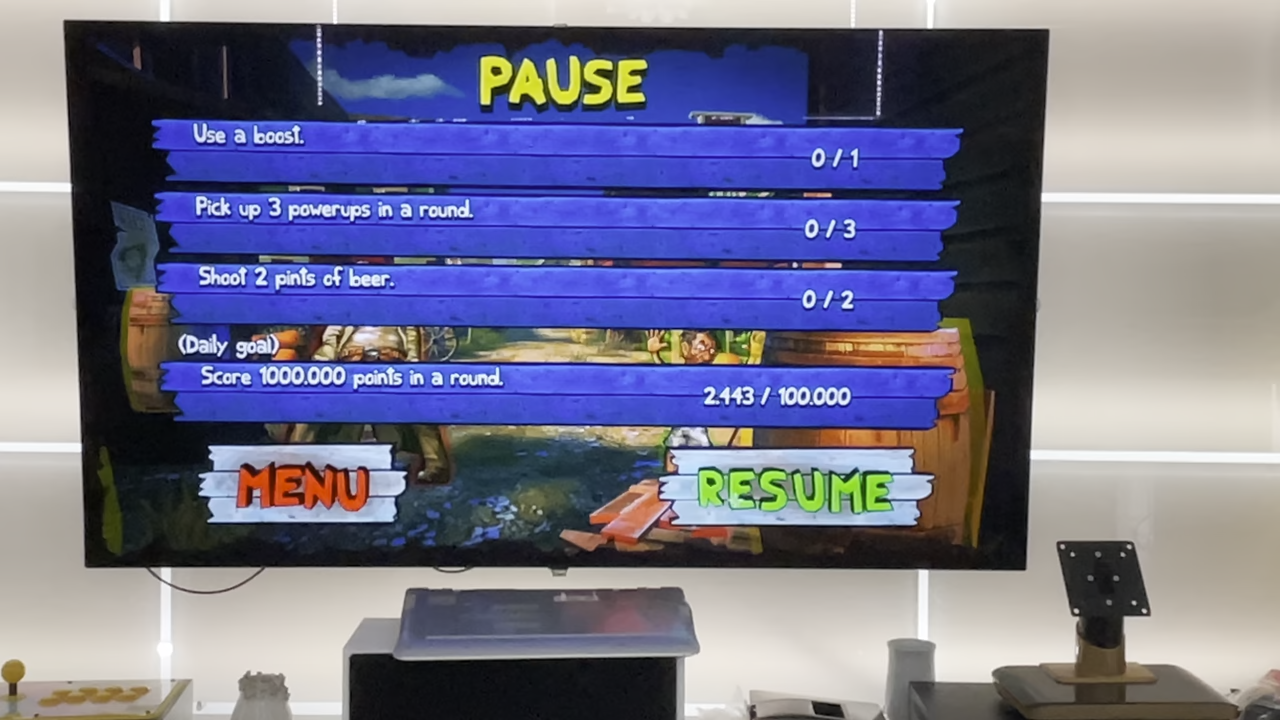 PAUSE
Use a boost.
0 / 1
Pick up 3 powerups in a round.
0 / 3
Shoot 2 pints of beer.
0 / 2
(Daily goal)
Score 1000.000 points in a round.
2.443 / 100.000
MENU
RESUME